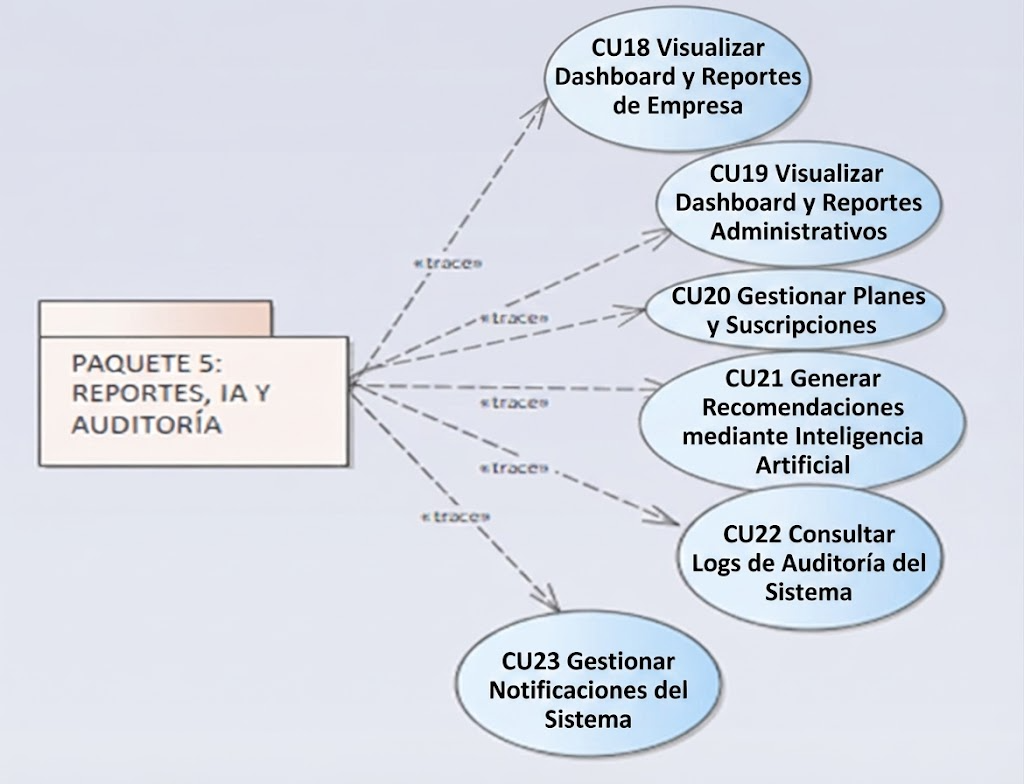 CU18 Visualizar
Dashboard y Reportes
de Empresa
CU19 Visualizar
Dashboard y Reportes
Administrativos
«trace»
CU20 Gestionar Planes
y Suscripciones
«trace»
PAQUETE 5:
REPORTES, IA Y
AUDITORÍA
CU21 Generar
Recomendaciones
mediante Inteligencia
Artificial
«trace»
«trace»
«trace»
CU22 Consultar
Logs de Auditoría del
Sistema
CU23 Gestionar
Notificaciones del
Sistema